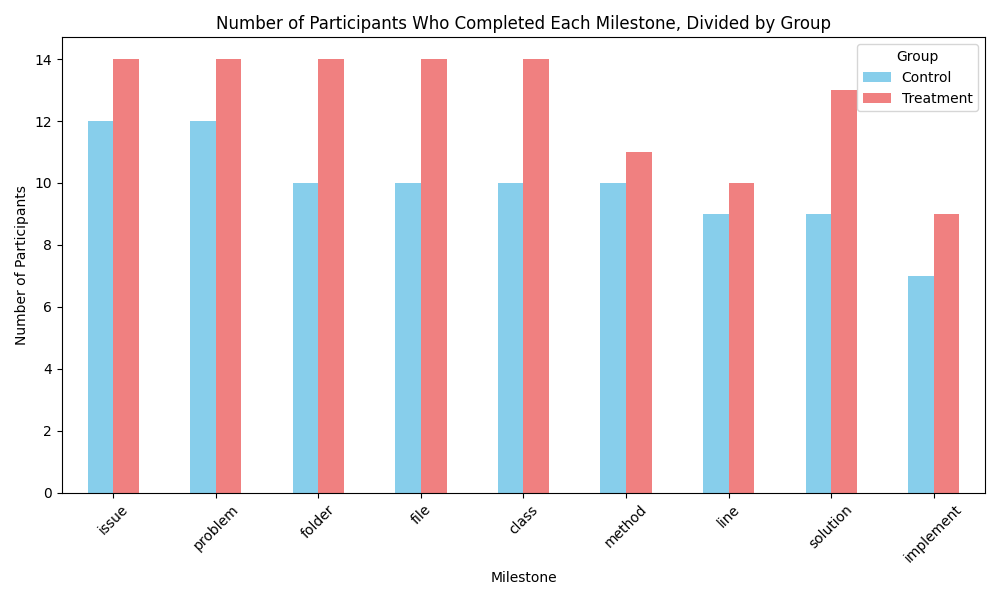 Number of Participants Who Completed Each Milestone, Divided by Group
Group
Control
Treatment
Number of Participants
14
12
10
8
6
4
2
0
issue
problem
folder
file
class
method
line
solution
implement
Milestone